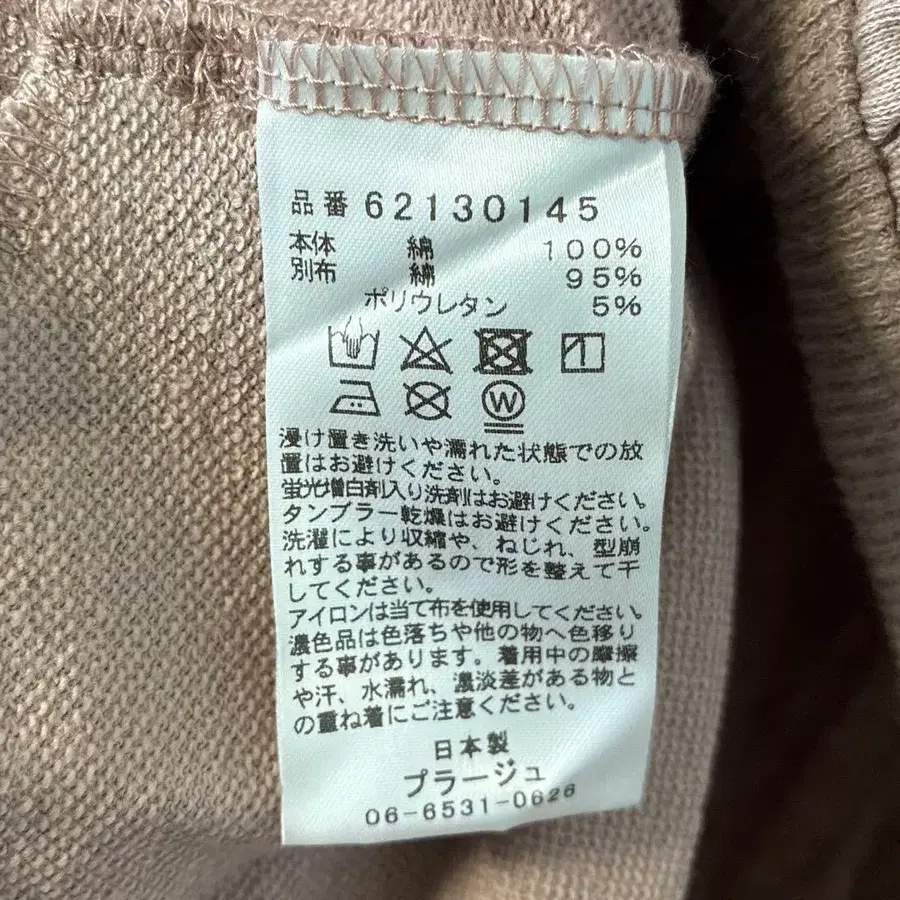 品番 62130145
本体 綿 100%
別布 綿 95%
ポリウレタン 5%
W
浸け置き洗いや濡れた状態での放
置はお避けください。
蛍光増白剤入り洗剤はお避けください。
タンブラー乾燥はお避けください。
洗濯により収縮や、ねじれ、型崩
れする事があるので形を整えて干
してください。
アイロンは当て布を使用してください。
濃色品は色落ちや他の物へ色移り
する事があります。着用中の摩擦
や汗、水濡れ、濃淡差がある物と
の重ね着にご注意ください。
日本製
プラージュ
06-6531-0626